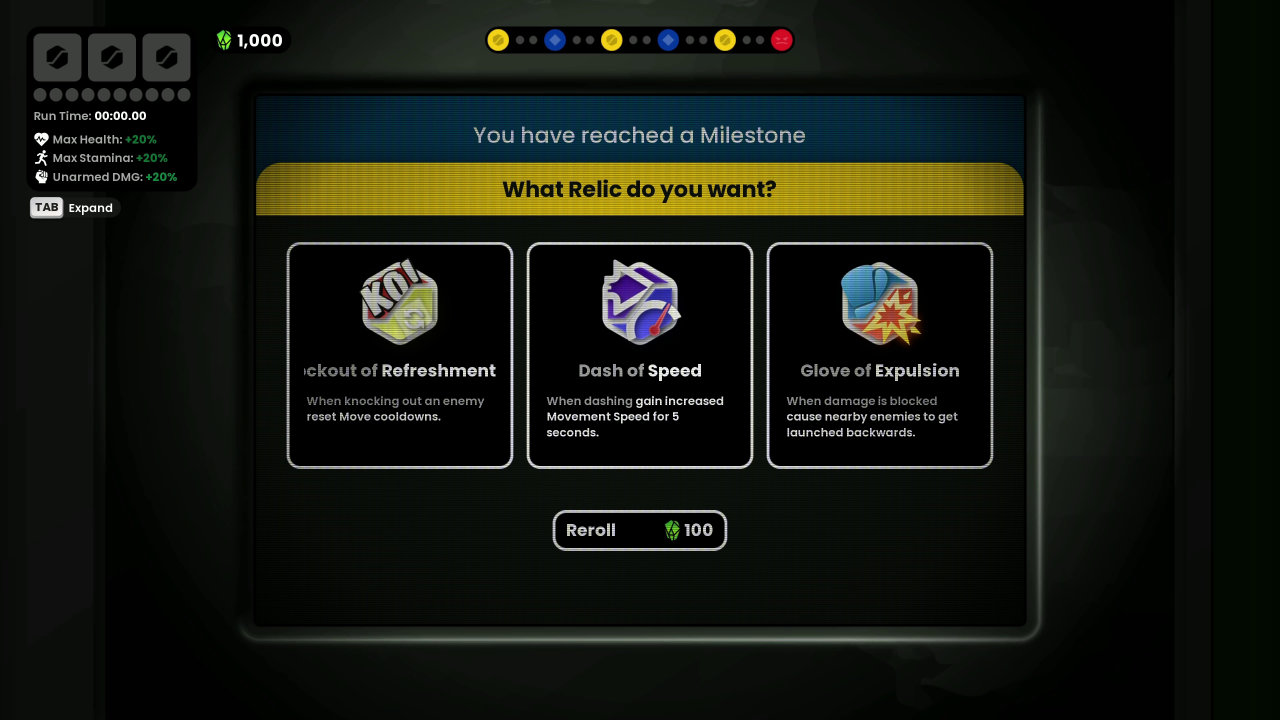 1,000
Run Time: 00:00.00
Max Health: +20%
Max Stamina: +20%
Unarmed DMG: +20%
TAB Expand
You have reached a Milestone
What Relic do you want?
KO!
ckout of Refreshment
When knocking out an enemy
reset Move cooldowns.
Dash of Speed
When dashing gain increased
Movement Speed for 5
seconds.
Glove of Expulsion
When damage is blocked
cause nearby enemies to get
launched backwards.
Reroll 100